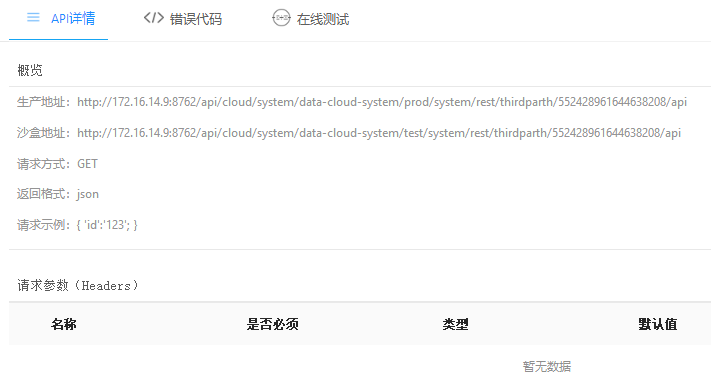 API详情 错误代码 在线测试
概览
生产地址：http://172.16.14.9:8762/api/cloud/system/data-cloud-system/prod/system/rest/thirdparth/552428961644638208/api
沙盒地址：http://172.16.14.9:8762/api/cloud/system/data-cloud-system/test/system/rest/thirdparth/552428961644638208/api
请求方式：GET
返回格式：json
请求示例：{ 'id':'123'; }
请求参数（Headers）
名称 是否必须 类型 默认值
暂无数据